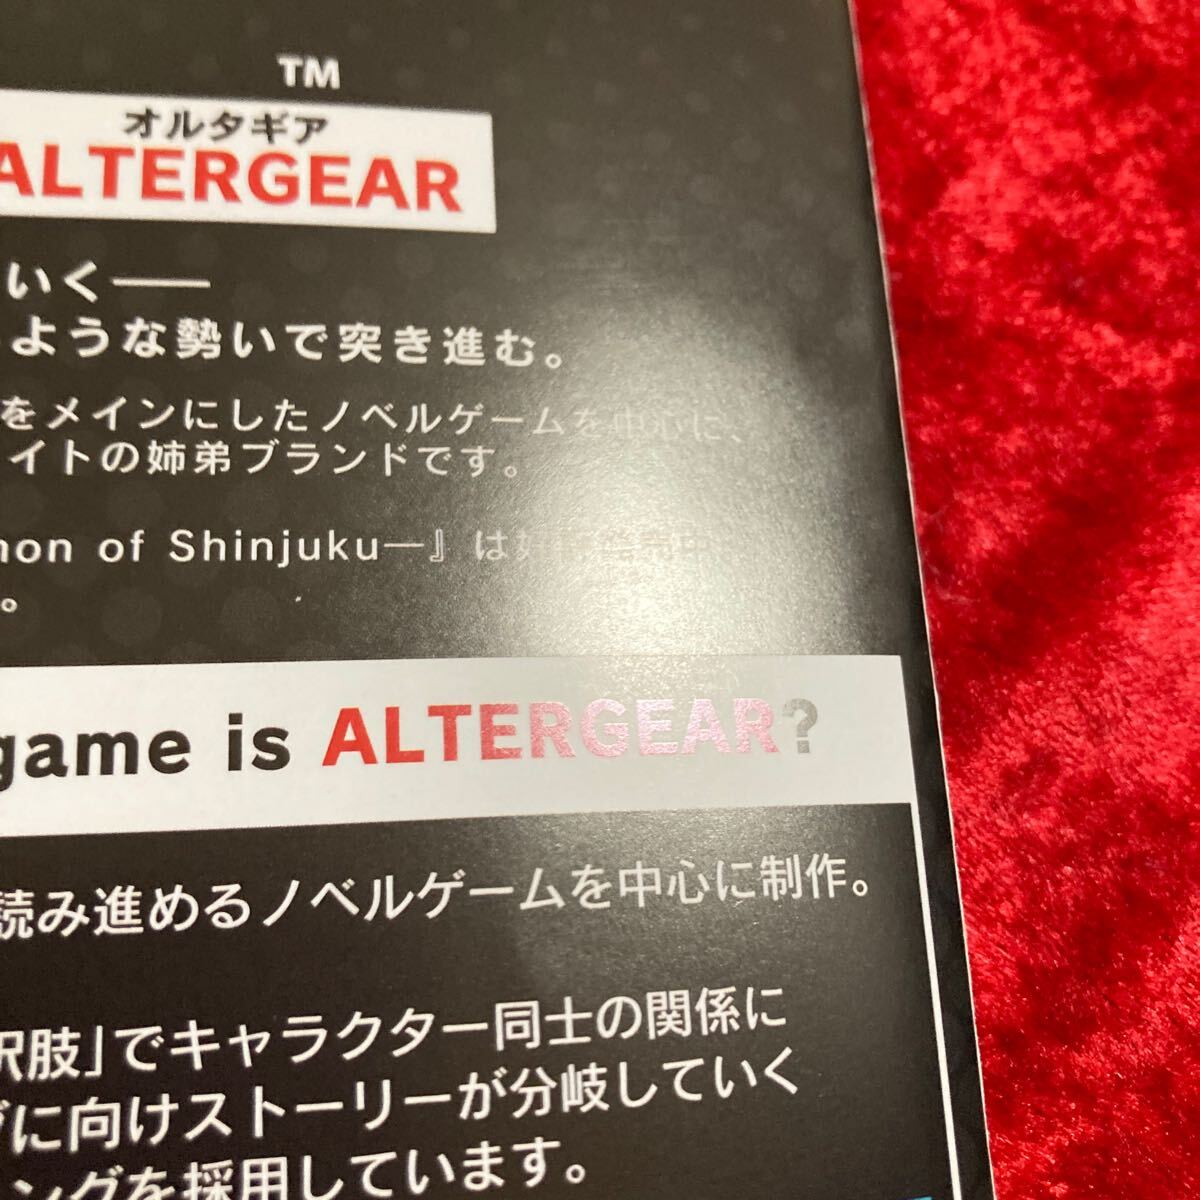 TM
オルタギア
ALTERGEAR
いく――
ような勢いで突き進む。
をメインにしたノベルゲームを中心に、
イトの姉弟ブランドです。
non of Shinjuku―』は
。
game is ALTERGEAR?
読み進めるノベルゲームを中心に制作。
択肢」でキャラクター同士の関係に
に向けストーリーが分岐していく
ングを採用しています。